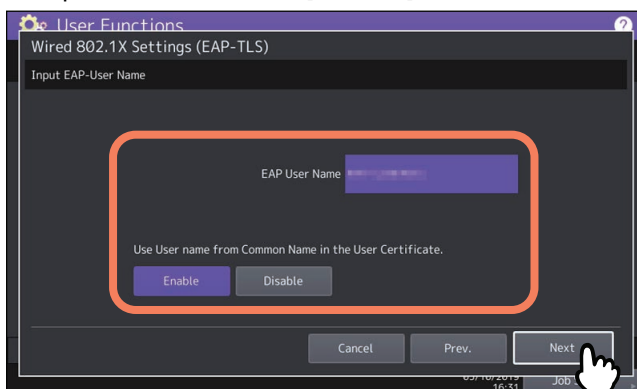 User Functions
Wired 802.1X Settings (EAP-TLS)
Input EAP-User Name
EAP User Name
Use User name from Common Name in the User Certificate.
Enable Disable
Cancel Prev. Next
16:31 Job